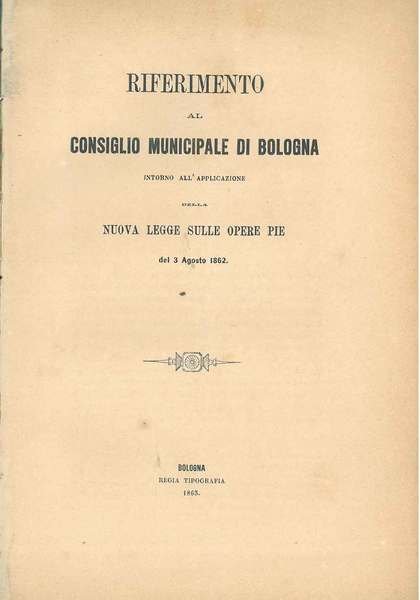 RIFERIMENTO
AL
CONSIGLIO MUNICIPALE DI BOLOGNA
INTORNO ALL'APPLICAZIONE
DELLA
NUOVA LEGGE SULLE OPERE PIE
del 3 Agosto 1862.
BOLOGNA
REGIA TIPOGRAFIA
1863.